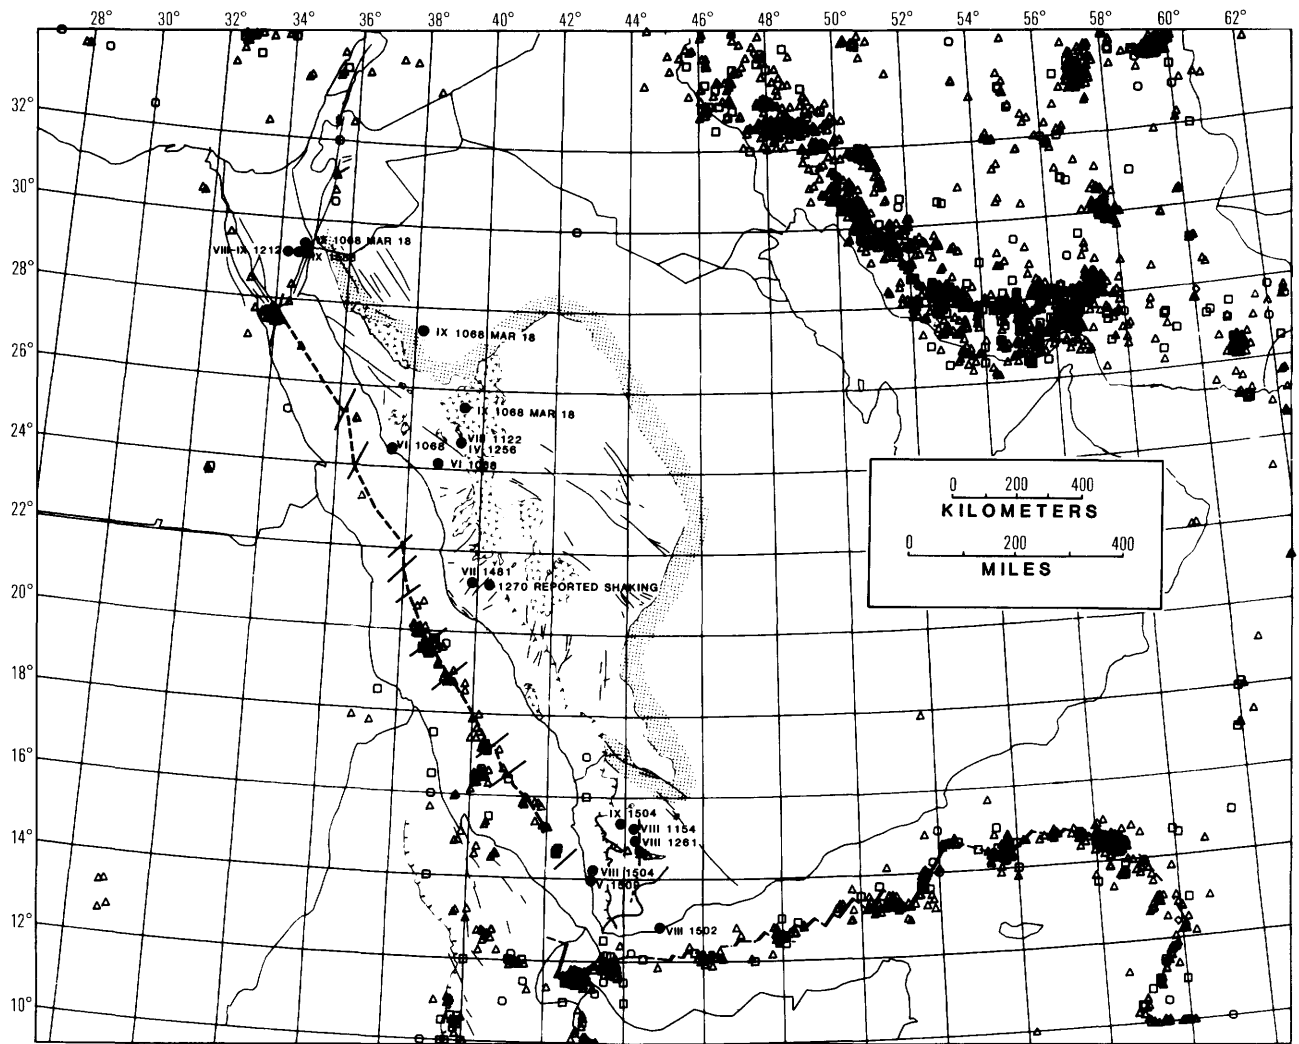 28° 30° 32° 34° 36° 38° 40° 42° 44° 46° 48° 50° 52° 54° 56° 58° 60° 62°
32°
30°
28°
26°
24°
22°
20°
18°
16°
14°
12°
10°
VIII-IX 1212
1068 MAR 18
IX
IX 1068 MAR 18
IX 1068 MAR 18
VI 1068
VIII 1122
IV 1256
VI 1068
VII 1481
1270 REPORTED SHAKING
0 200 400
KILOMETERS
0 200 400
MILES
IX 1504
VIII 1154
VIII 1261
VIII 1504
VIII 1502